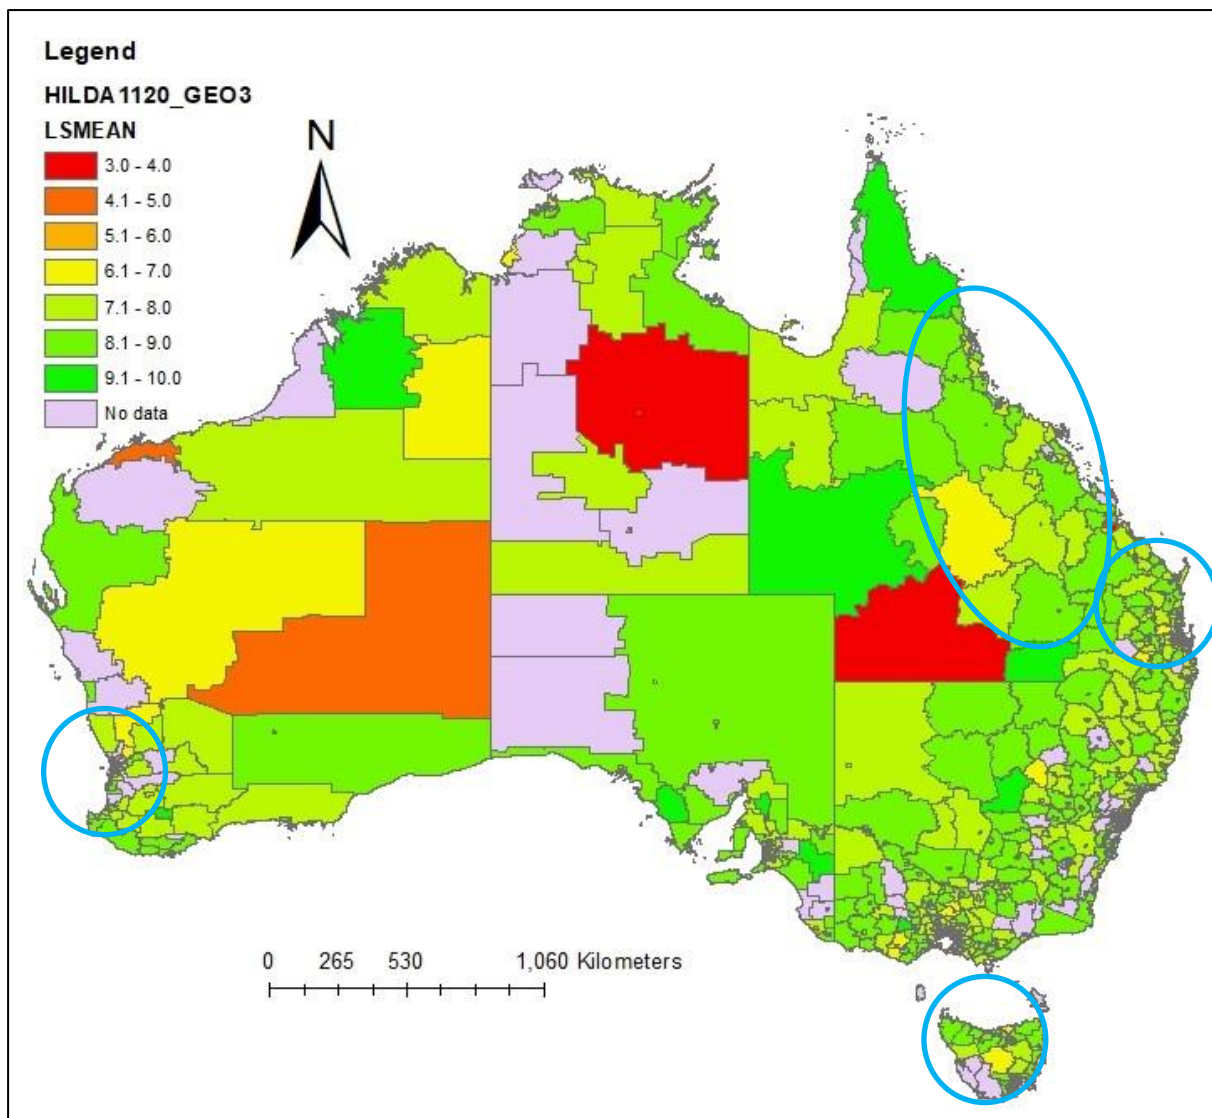 Legend
HILDA1120_GEO3
LSMEAN
N
3.0 - 4.0
4.1 - 5.0
5.1 - 6.0
6.1 - 7.0
7.1 - 8.0
8.1 - 9.0
9.1 - 10.0
No data
0 265 530 1,060 Kilometers